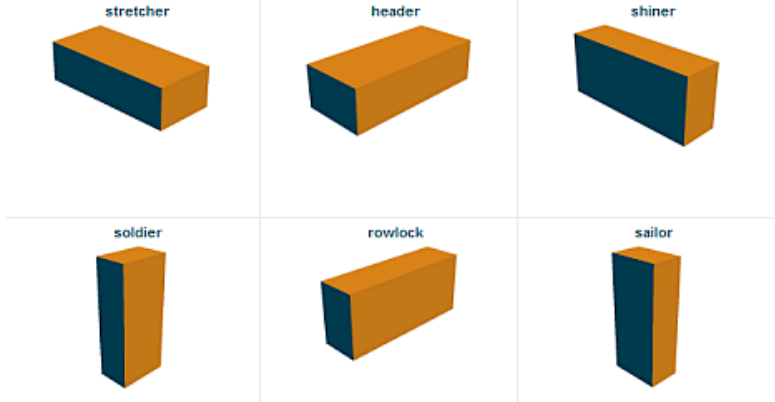 stretcher
header
shiner
soldier
rowlock
sailor